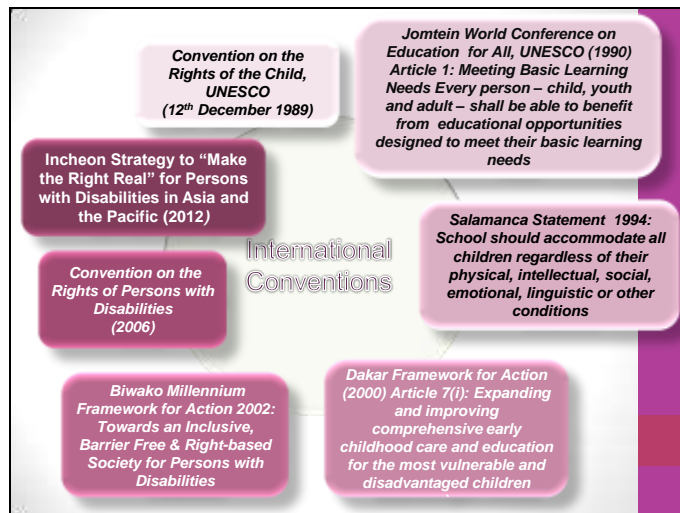 Convention on the
Rights of the Child,
UNESCO
(12th December 1989)
Jomtein World Conference on
Education for All, UNESCO (1990)
Article 1: Meeting Basic Learning
Needs Every person – child, youth
and adult – shall be able to benefit
from educational opportunities
designed to meet their basic learning
needs
Salamanca Statement 1994:
School should accommodate all
children regardless of their
physical, intellectual, social,
emotional, linguistic or other
conditions
Dakar Framework for Action
(2000) Article 7(i): Expanding
and improving
comprehensive early
childhood care and education
for the most vulnerable and
disadvantaged children
Biwako Millennium
Framework for Action 2002:
Towards an Inclusive,
Barrier Free & Right-based
Society for Persons with
Disabilities
Convention on the
Rights of Persons with
Disabilities
(2006)
Incheon Strategy to “Make
the Right Real” for Persons
with Disabilities in Asia and
the Pacific (2012)
International
Conventions